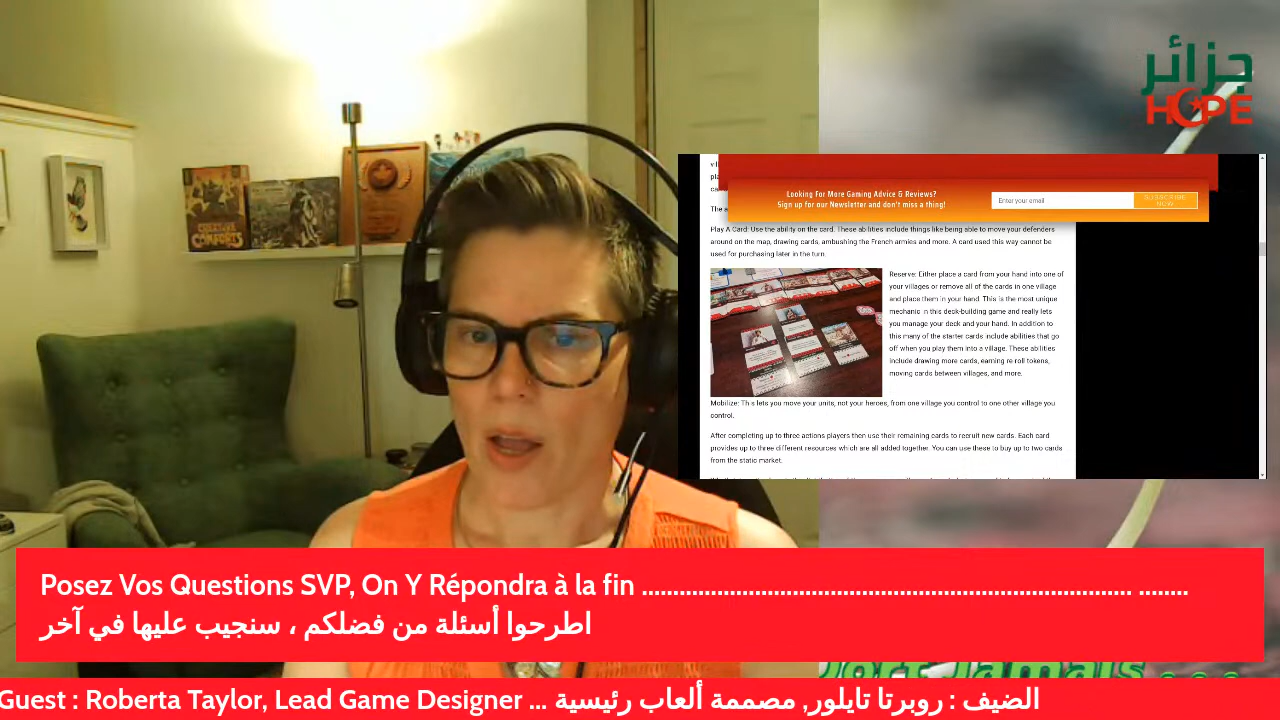 جزائر
HOPE
CREATURE
COMFORTS
Looking For More Gaming Advice & Reviews?
Sign up for our Newsletter and don't miss a thing!
Enter your email
SUBSCRIBE
NOW
The a
Play A Card: Use the ability on the card. These abilities include things like being able to move your defenders
around on the map, drawing cards, ambushing the French armies and more. A card used this way cannot be
used for purchasing later in the turn.
Reserve: Either place a card from your hand into one of
your villages or remove all of the cards in one village
and place them in your hand. This is the most unique
mechanic in this deck-building game and really lets
you manage your deck and your hand. In addition to
this many of the starter cards include abilities that go
off when you play them into a village. These abilities
include drawing more cards, earning re roll tokens,
moving cards between villages, and more.
Mobilize: This lets you move your units, not your heroes, from one village you control to one other village you
control.
After completing up to three actions players then use their remaining cards to recruit new cards. Each card
provides up to three different resources which are all added together. You can use these to buy up to two cards
from the static market.
Posez Vos Questions SVP, On Y Répondra à la fin .............................................................................. ........
اطرحوا أسئلة من فضلكم ، سنجيب عليها في آخر
Jamais
Guest : Roberta Taylor, Lead Game Designer ... الضيف : روبرتا تايلور, مصممة ألعاب رئيسية